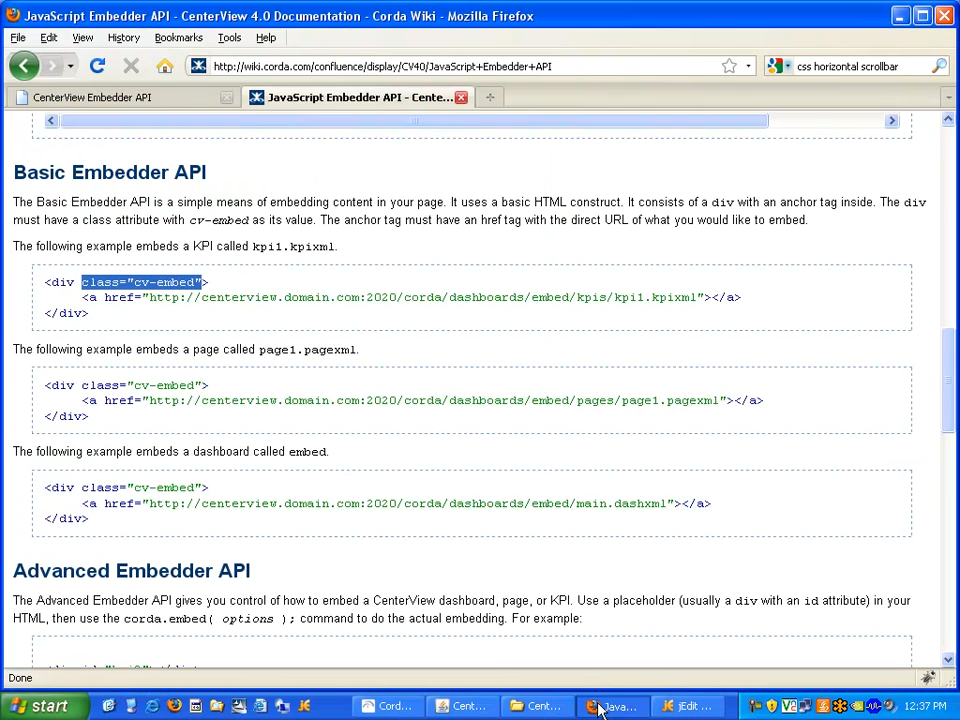 JavaScript Embedder API - CenterView 4.0 Documentation - Corda Wiki - Mozilla Firefox
File Edit View History Bookmarks Tools Help
http://wiki.corda.com/confluence/display/CV40/JavaScript+Embedder+API
css horizontal scrollbar
CenterView Embedder API
JavaScript Embedder API - Cente...
Basic Embedder API
The Basic Embedder API is a simple means of embedding content in your page. It uses a basic HTML construct. It consists of a div with an anchor tag inside. The div
must have a class attribute with cv-embed as its value. The anchor tag must have an href tag with the direct URL of what you would like to embed.
The following example embeds a KPI called kpi1.kpixml.
<div class="cv-embed">
<a href="http://centerview.domain.com:2020/corda/dashboards/embed/kpis/kpi1.kpixml"></a>
</div>
The following example embeds a page called page1.pagexml.
<div class="cv-embed">
<a href="http://centerview.domain.com:2020/corda/dashboards/embed/pages/page1.pagexml"></a>
</div>
The following example embeds a dashboard called embed.
<div class="cv-embed">
<a href="http://centerview.domain.com:2020/corda/dashboards/embed/main.dashxml"></a>
</div>
Advanced Embedder API
The Advanced Embedder API gives you control of how to embed a CenterView dashboard, page, or KPI. Use a placeholder (usually a div with an id attribute) in your
HTML, then use the corda.embed( options ); command to do the actual embedding. For example:
Done
start
Cord...
Cent...
Cent...
Java...
jEdit ...
12:37 PM